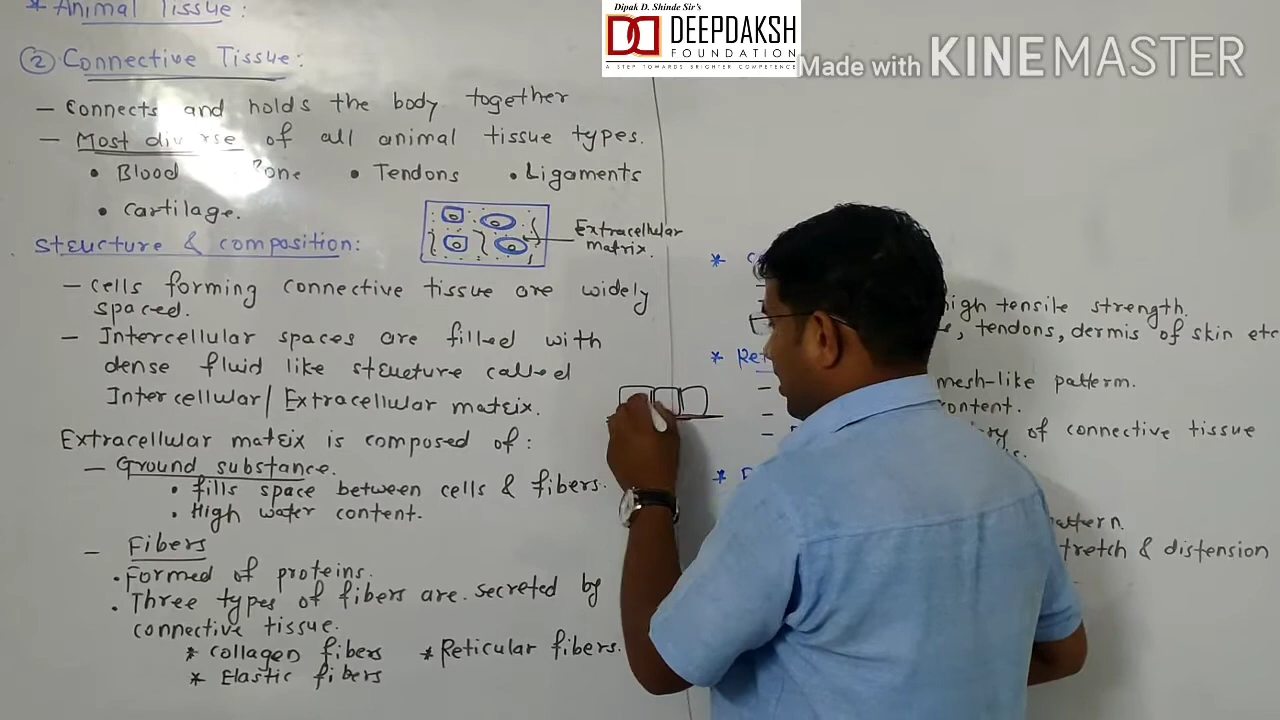 * Animal Tissue:
② Connective Tissue:
— Connects and holds the body together
— Most diverse of all animal tissue types.
• Blood Bone • Tendons • Ligaments
• Cartilage.
Structure & composition:
Extracellular
matrix.
— Cells forming connective tissue are widely
spaced.
— Intercellular spaces are filled with
dense fluid like structure called
Intercellular/ Extracellular matrix.
Extracellular matrix is composed of:
— Ground substance.
• fills space between cells & fibers.
• High water content.
— Fibers
• Formed of proteins.
• Three types of fibers are secreted by
connective tissue.
* Collagen fibers * Reticular fibers.
* Elastic fibers
*
high tensile strength.
tendons, dermis of skin etc
*
— mesh-like pattern.
— content.
— of connective tissue
*
stretch & distension
Dipak D. Shinde Sir's
DEEPDAKSH
FOUNDATION
A STEP TOWARDS BRIGHTER COMPETENCE
Made with KINEMASTER